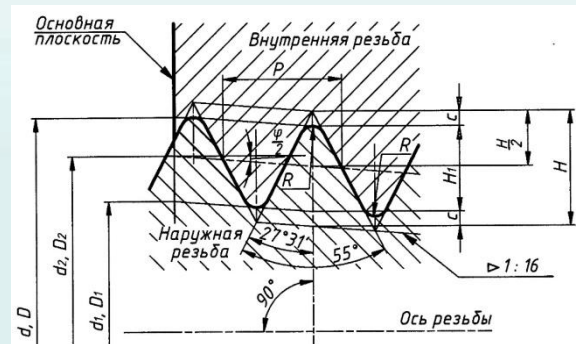 Основная
плоскость
Внутренняя резьба
P
φ/2
R
R
c
H/2
H₁
H
c
Наружная
резьба
27°31'
55°
90°
▷1:16
Ось резьбы
d, D
d₂, D₂
d₁, D₁